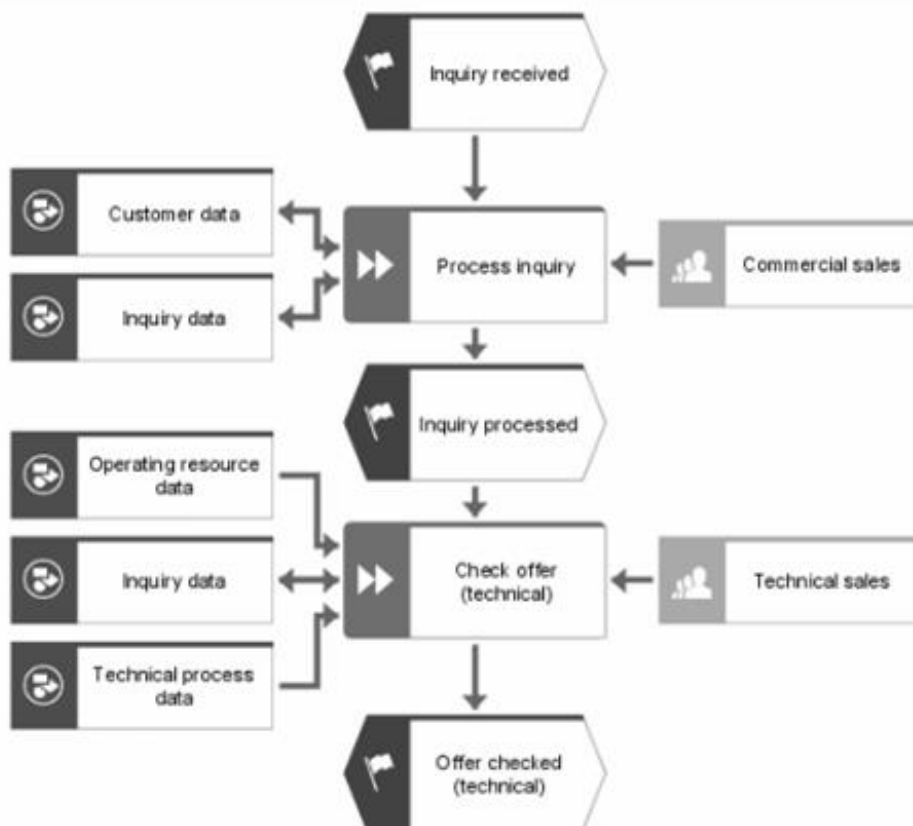 Inquiry received
Customer data
Process inquiry
Commercial sales
Inquiry data
Inquiry processed
Operating resource
data
Inquiry data
Check offer
(technical)
Technical sales
Technical process
data
Offer checked
(technical)